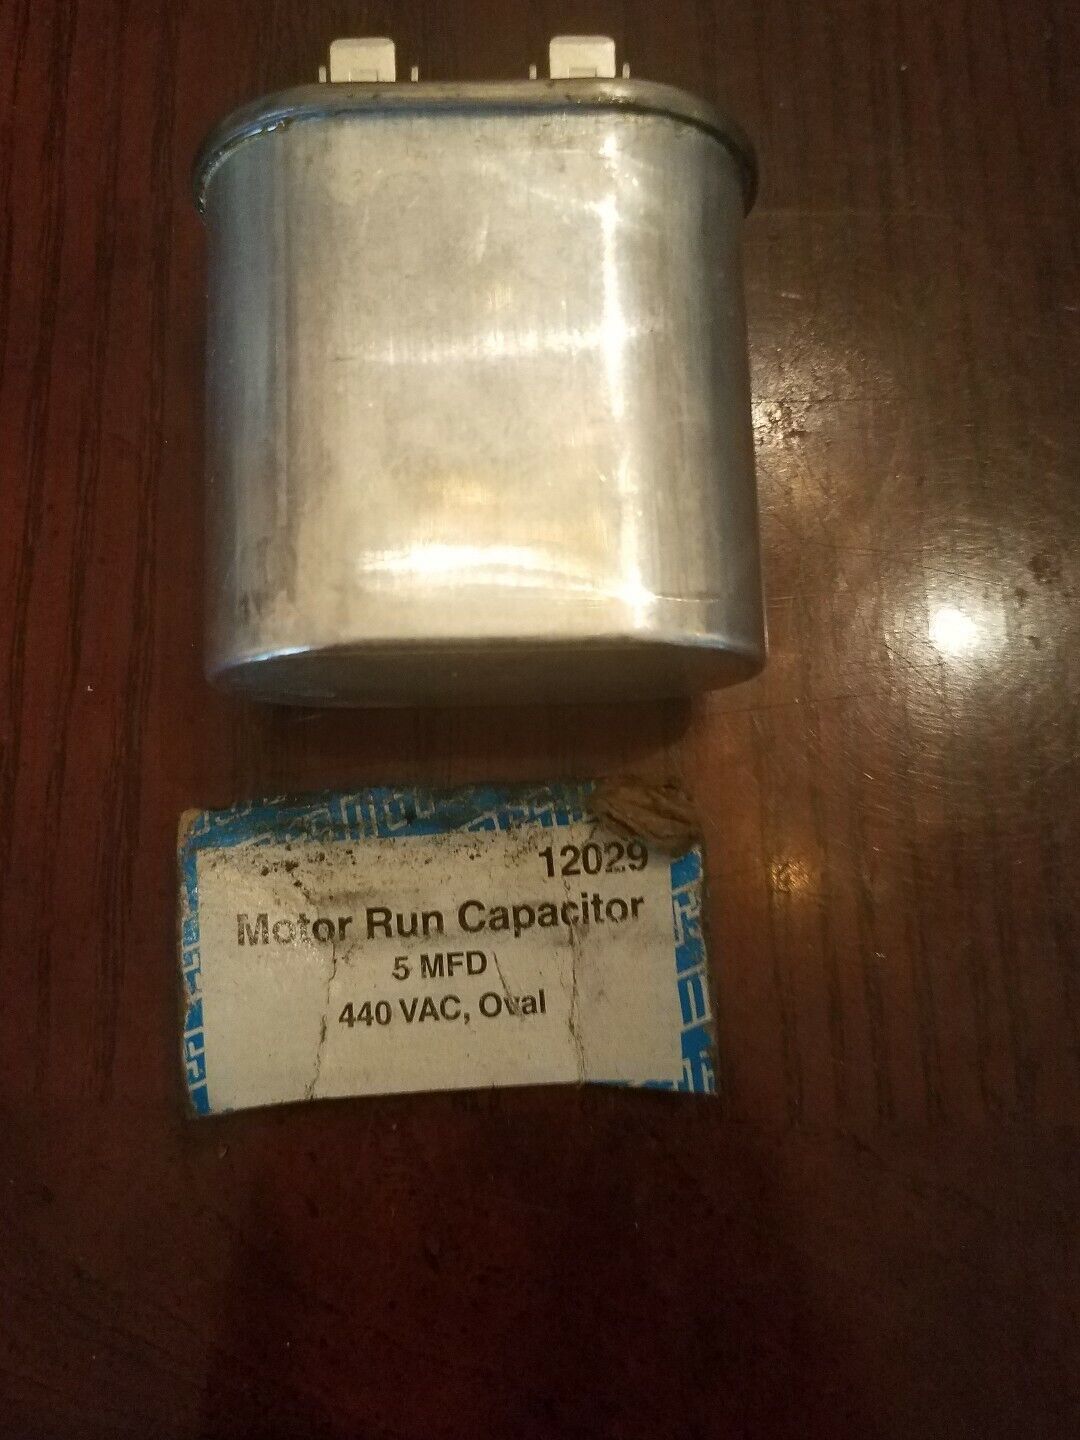 12029
Motor Run Capacitor
5 MFD
440 VAC, Oval